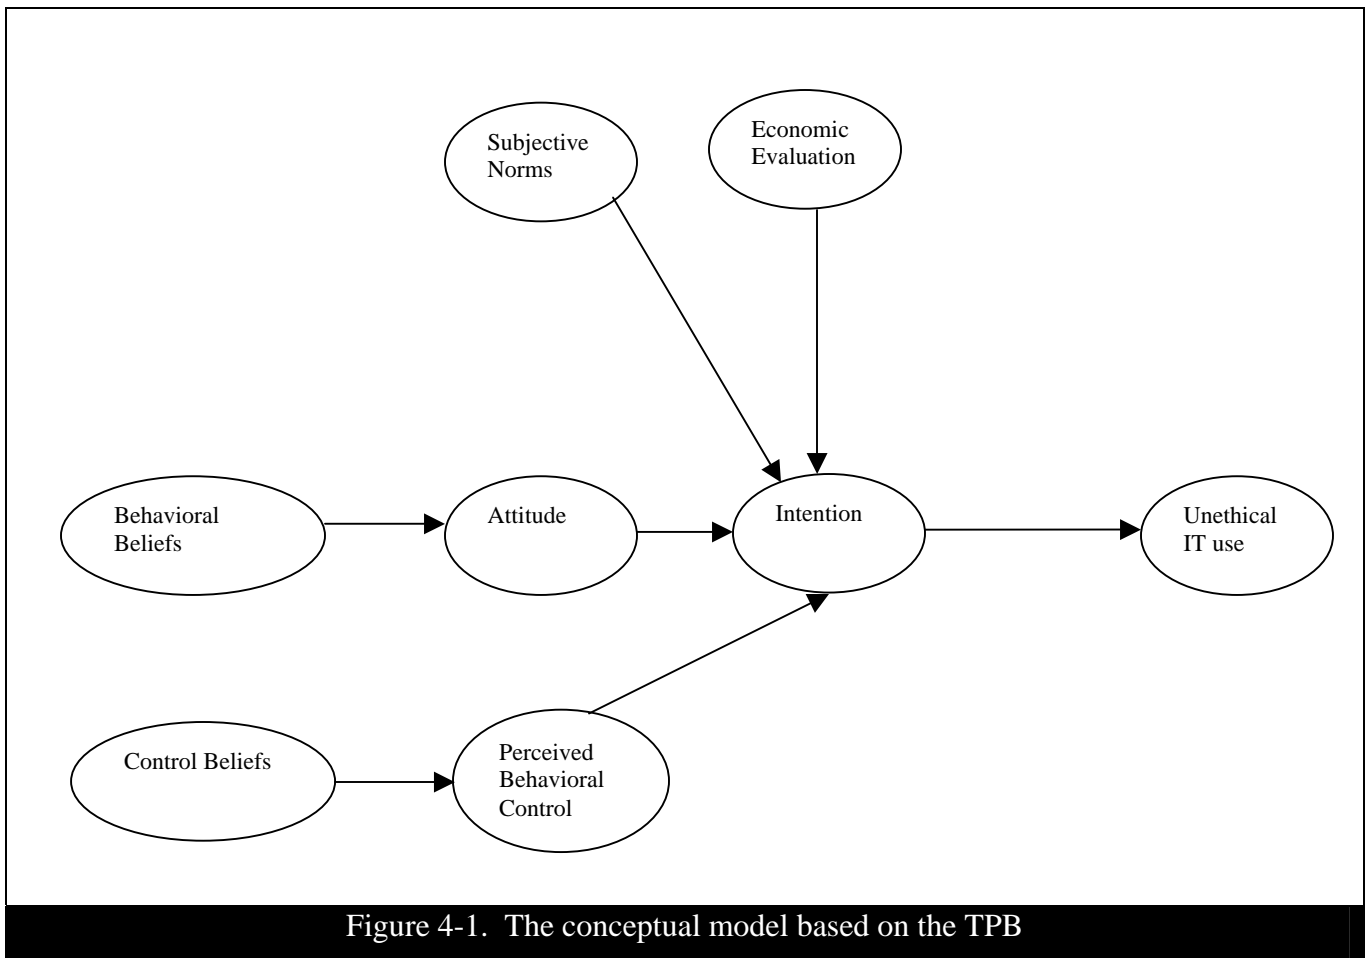 Subjective
Norms
Economic
Evaluation
Behavioral
Beliefs
Attitude
Intention
Unethical
IT use
Control Beliefs
Perceived
Behavioral
Control
Figure 4-1.  The conceptual model based on the TPB